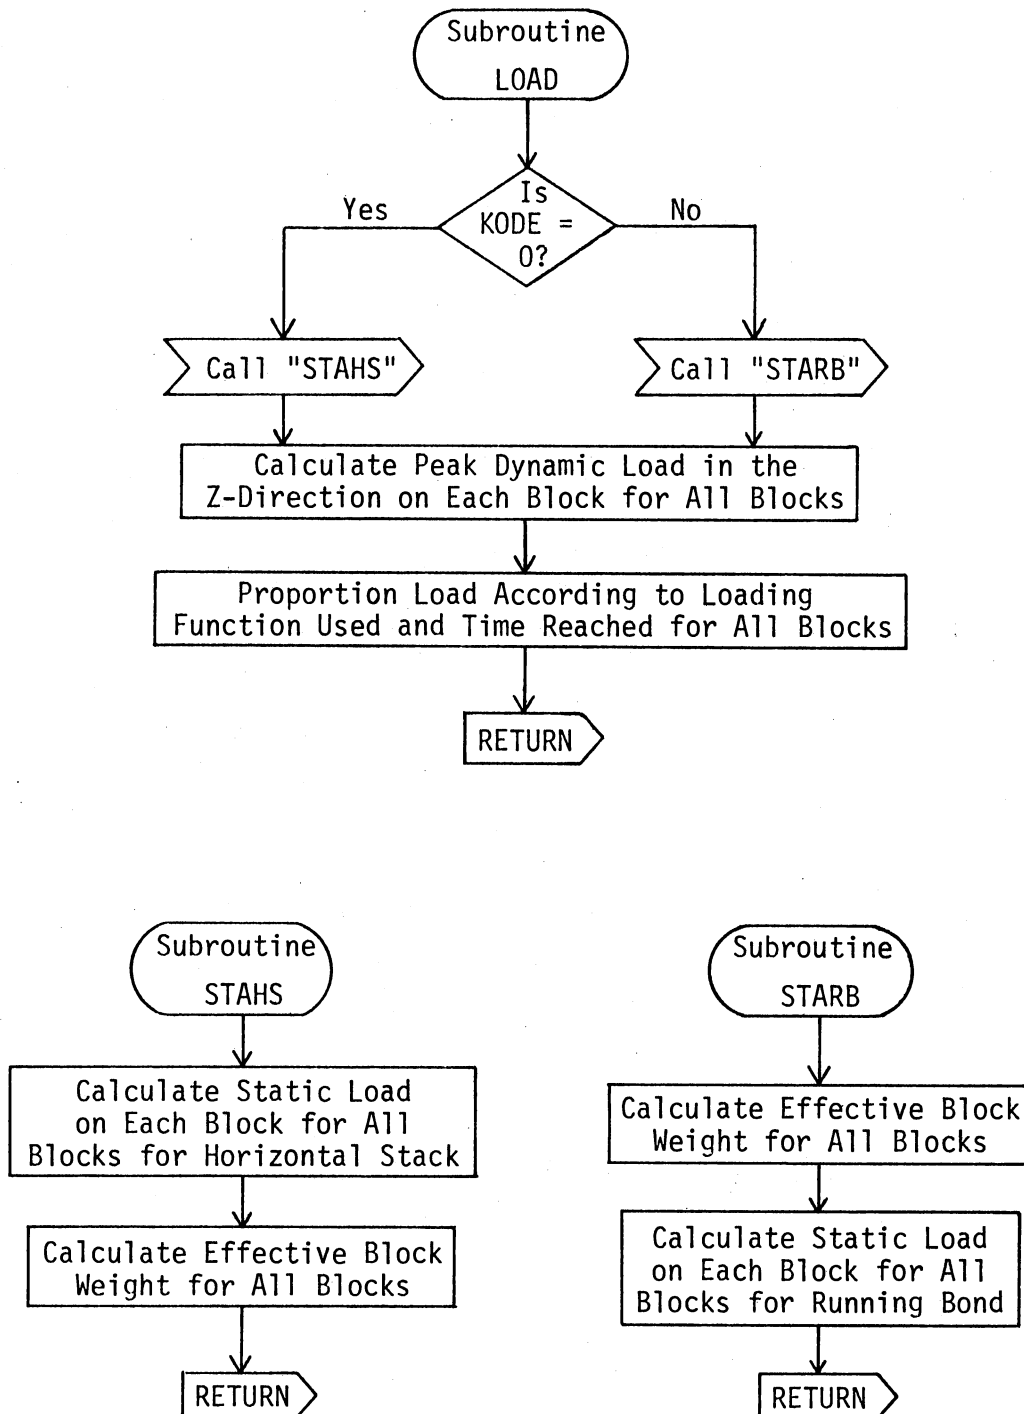 Subroutine
LOAD
Is
KODE =
0?
Yes
No
Call "STAHS"
Call "STARB"
Calculate Peak Dynamic Load in the
Z-Direction on Each Block for All Blocks
Proportion Load According to Loading
Function Used and Time Reached for All Blocks
RETURN
Subroutine
STAHS
Calculate Static Load
on Each Block for All
Blocks for Horizontal Stack
Calculate Effective Block
Weight for All Blocks
RETURN
Subroutine
STARB
Calculate Effective Block
Weight for All Blocks
Calculate Static Load
on Each Block for All
Blocks for Running Bond
RETURN